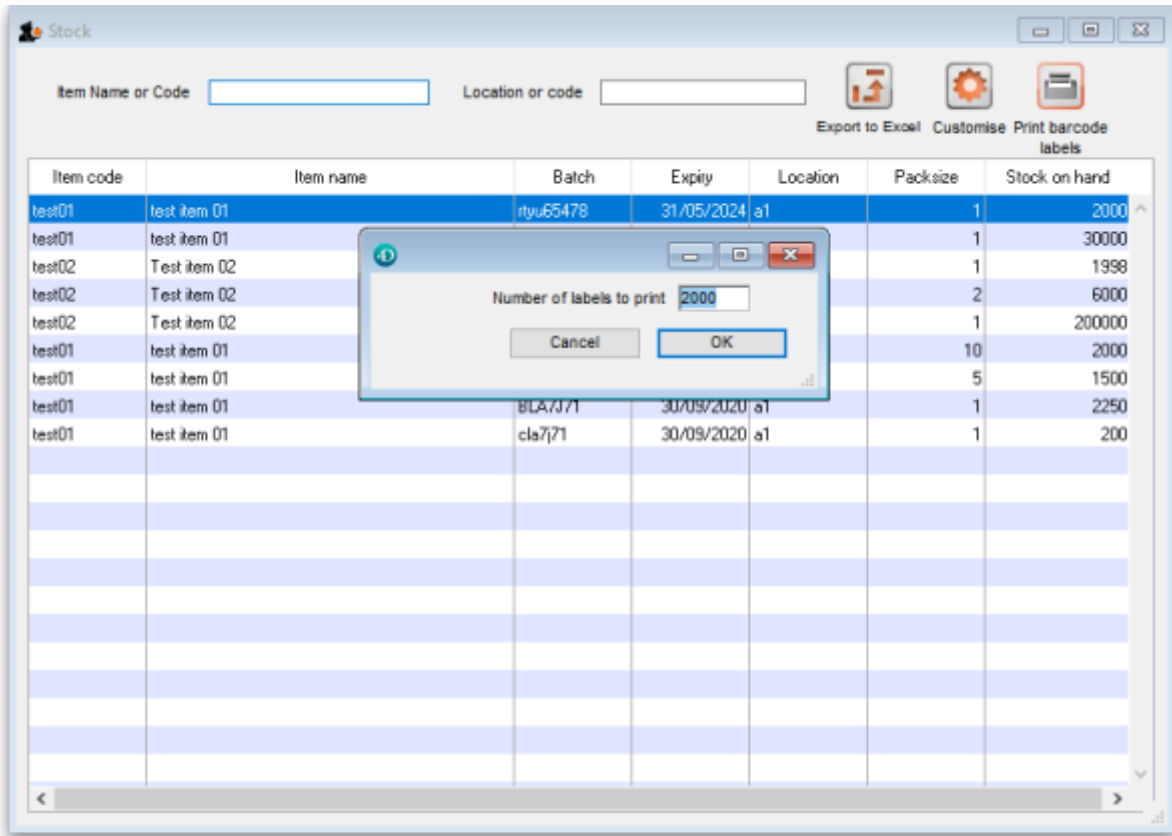 Stock
Item Name or Code Location or code
Export to Excel Customise Print barcode
labels
Item code Item name Batch Expiry Location Packsize Stock on hand
test01 test item 01 rtyu65478 31/05/2024 a1 1 2000
test01 test item 01 1 30000
test02 Test item 02 1 1998
Number of labels to print 2000
test02 Test item 02 2 6000
test02 Test item 02 1 200000
Cancel OK
test01 test item 01 10 2000
test01 test item 01 5 1500
test01 test item 01 BLA7J71 30/09/2020 a1 1 2250
test01 test item 01 cla7j71 30/09/2020 a1 1 200